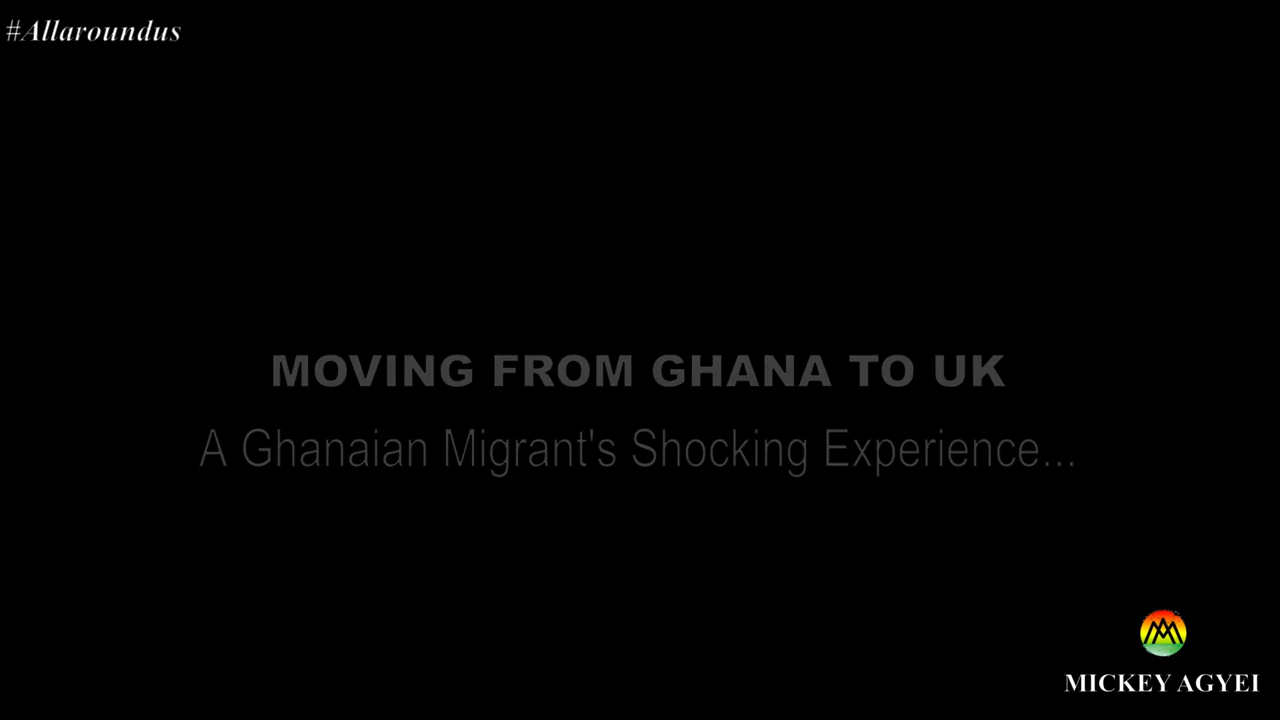 #Allaroundus
MOVING FROM GHANA TO UK
A Ghanaian Migrant's Shocking Experience...
MICKEY AGYEI